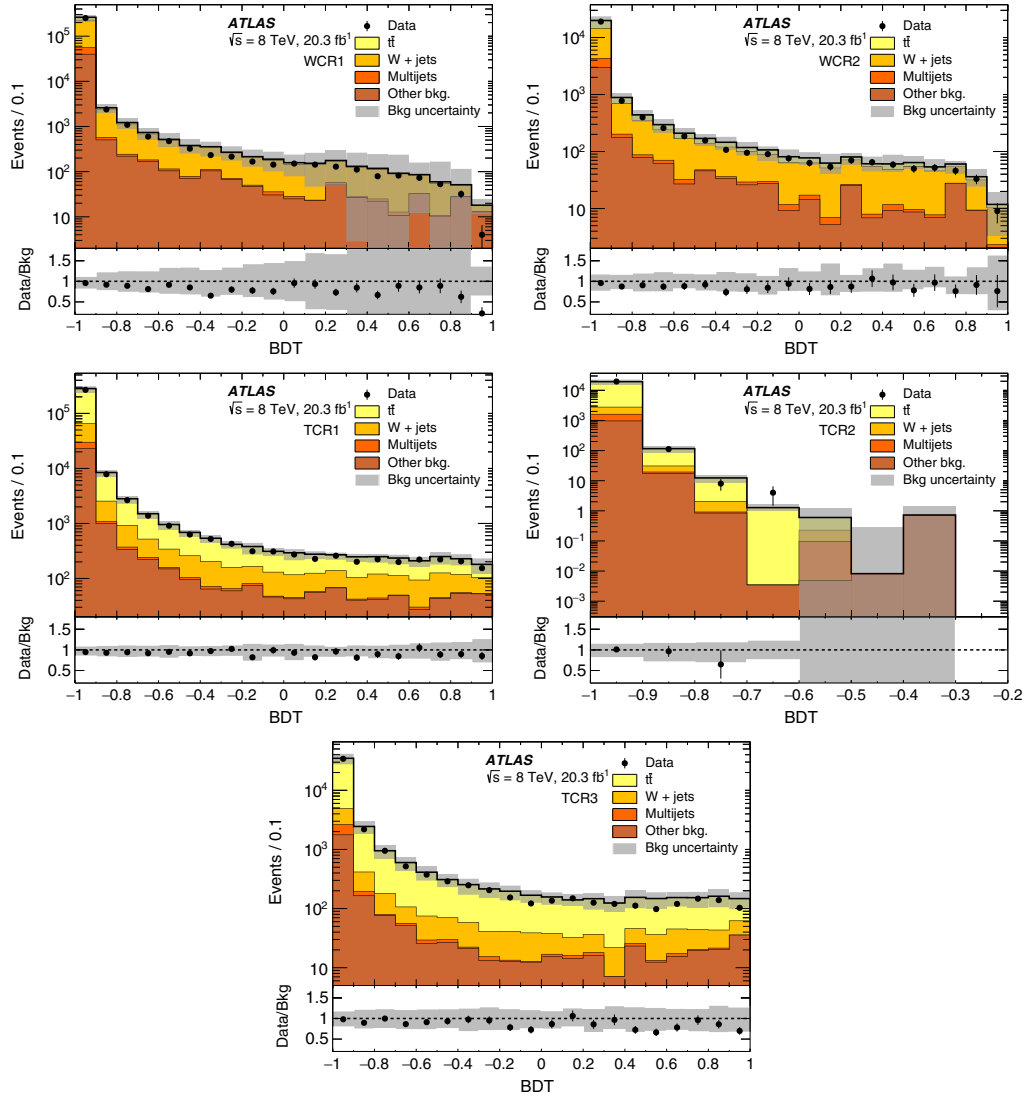 ATLAS
√s = 8 TeV, 20.3 fb¹
WCR1
Data
tt̄
W + jets
Multijets
Other bkg.
Bkg uncertainty
Events / 0.1
10⁵
10⁴
10³
10²
10
Data/Bkg
1.5
1
0.5
−1 −0.8 −0.6 −0.4 −0.2 0 0.2 0.4 0.6 0.8 1
BDT
ATLAS
√s = 8 TeV, 20.3 fb¹
WCR2
Data
tt̄
W + jets
Multijets
Other bkg.
Bkg uncertainty
Events / 0.1
10⁴
10³
10²
10
Data/Bkg
1.5
1
0.5
−1 −0.8 −0.6 −0.4 −0.2 0 0.2 0.4 0.6 0.8 1
BDT
ATLAS
√s = 8 TeV, 20.3 fb¹
TCR1
Data
tt̄
W + jets
Multijets
Other bkg.
Bkg uncertainty
Events / 0.1
10⁵
10⁴
10³
10²
Data/Bkg
1.5
1
0.5
−1 −0.8 −0.6 −0.4 −0.2 0 0.2 0.4 0.6 0.8 1
BDT
ATLAS
√s = 8 TeV, 20.3 fb¹
TCR2
Data
tt̄
W + jets
Multijets
Other bkg.
Bkg uncertainty
Events / 0.1
10⁴
10³
10²
10
1
10⁻¹
10⁻²
10⁻³
Data/Bkg
1.5
1
0.5
−1 −0.9 −0.8 −0.7 −0.6 −0.5 −0.4 −0.3 −0.2
BDT
ATLAS
√s = 8 TeV, 20.3 fb¹
TCR3
Data
tt̄
W + jets
Multijets
Other bkg.
Bkg uncertainty
Events / 0.1
10⁴
10³
10²
10
Data/Bkg
1.5
1
0.5
−1 −0.8 −0.6 −0.4 −0.2 0 0.2 0.4 0.6 0.8 1
BDT